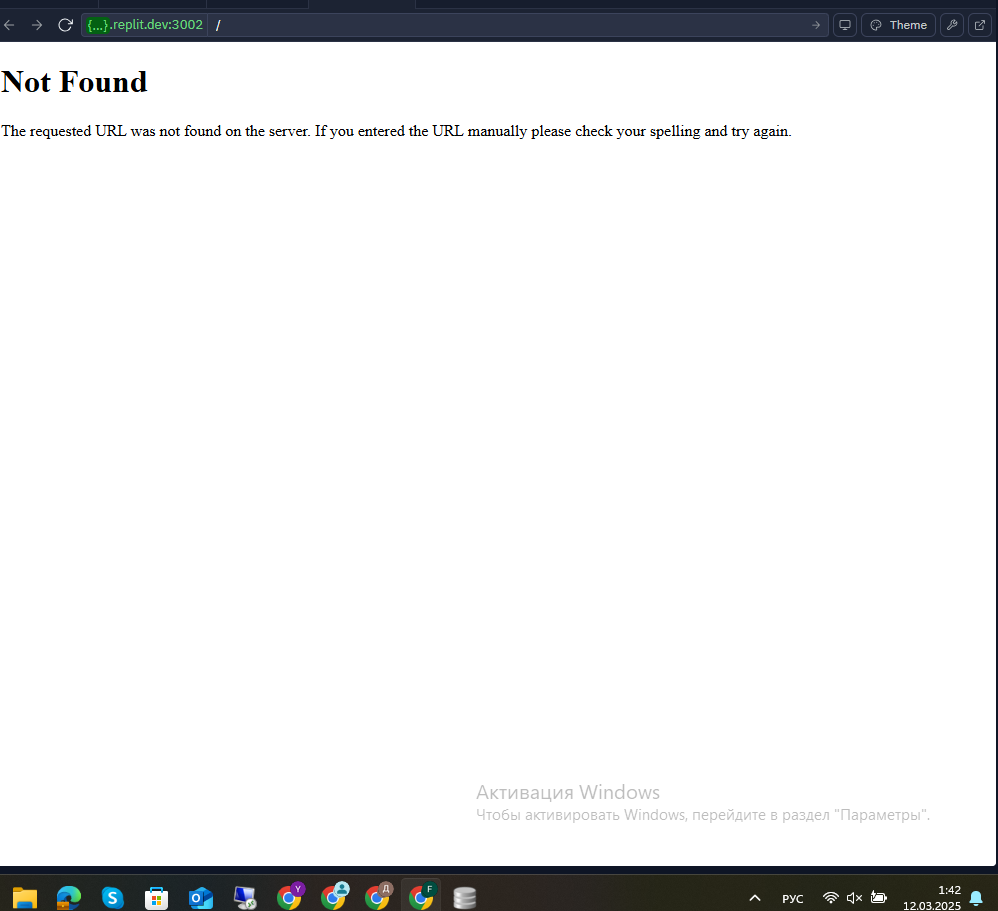 {...}.replit.dev:3002 /
Theme
Not Found
The requested URL was not found on the server. If you entered the URL manually please check your spelling and try again.
Активация Windows
Чтобы активировать Windows, перейдите в раздел "Параметры".
S
O
Y
Д
F
РУС
1:42
12.03.2025